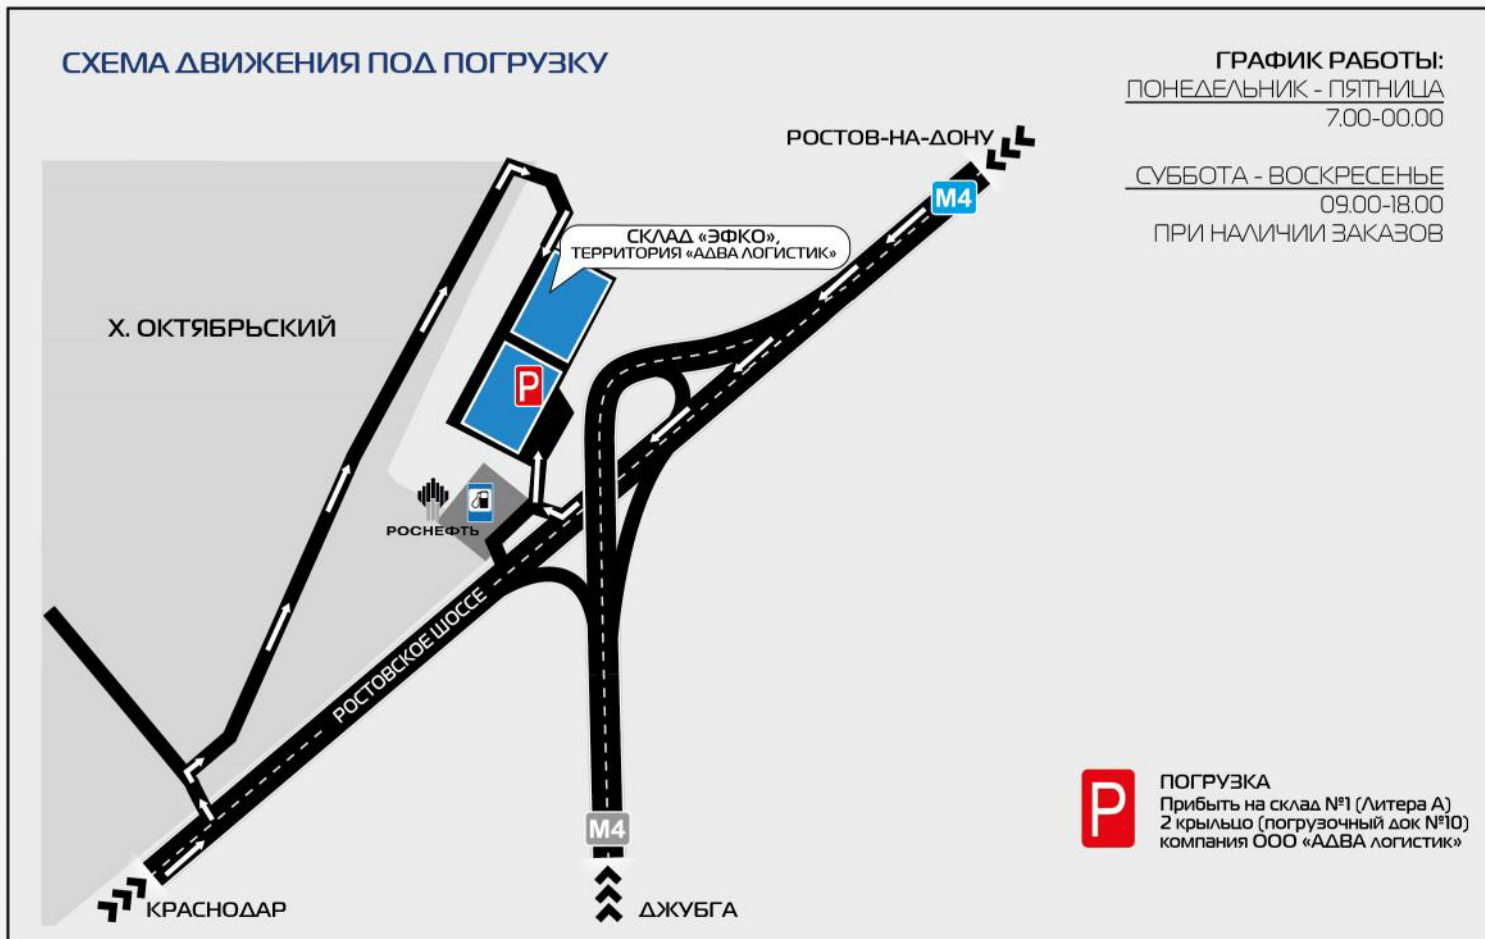 СХЕМА ДВИЖЕНИЯ ПОД ПОГРУЗКУ
ГРАФИК РАБОТЫ:
ПОНЕДЕЛЬНИК - ПЯТНИЦА
7.00-00.00
СУББОТА - ВОСКРЕСЕНЬЕ
09.00-18.00
ПРИ НАЛИЧИИ ЗАКАЗОВ
РОСТОВ-НА-ДОНУ
М4
СКЛАД «ЭФКО»,
ТЕРРИТОРИЯ «АДВА ЛОГИСТИК»
Х. ОКТЯБРЬСКИЙ
P
РОСНЕФТЬ
РОСТОВСКОЕ ШОССЕ
М4
КРАСНОДАР
ДЖУБГА
P
ПОГРУЗКА
Прибыть на склад №1 (Литера А)
2 крыльцо (погрузочный док №10)
компания ООО «АДВА логистик»